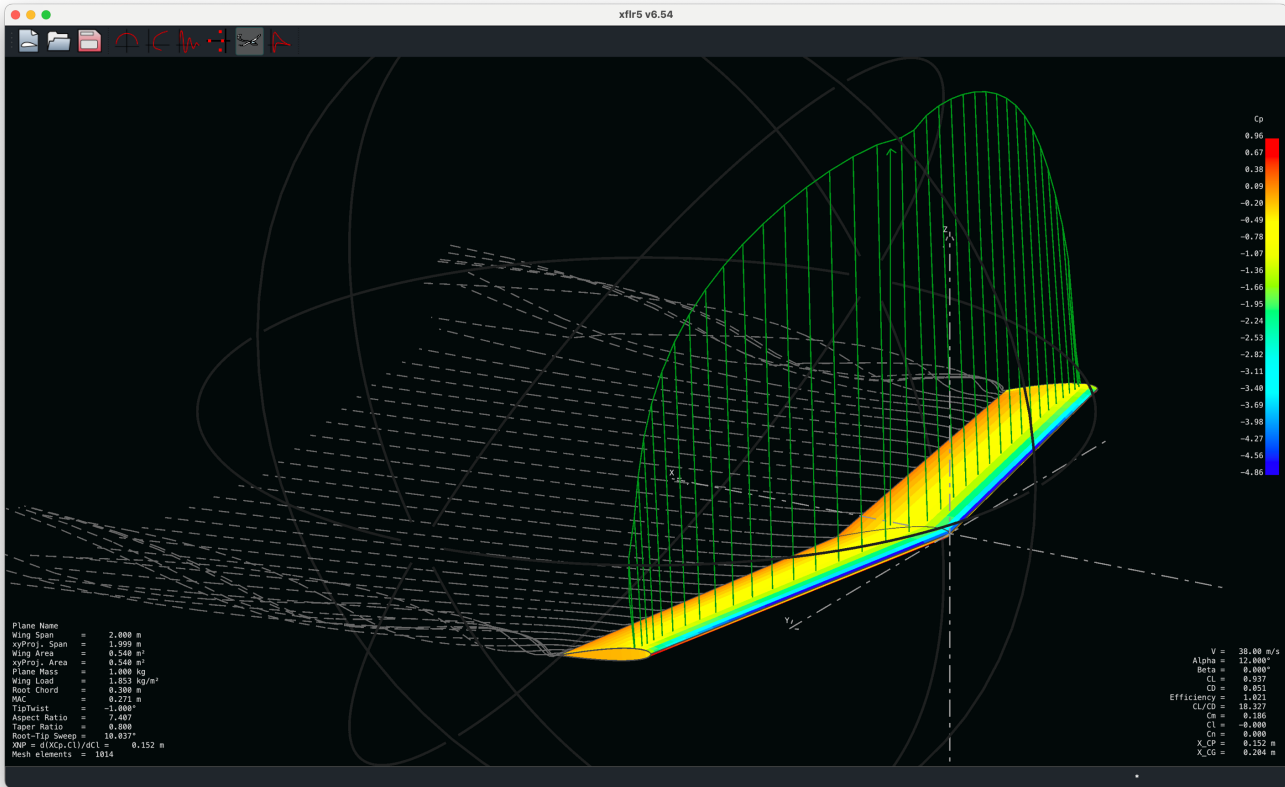 xflr5 v6.54
Cp
0.96
0.67
0.38
0.09
-0.20
-0.49
-0.78
-1.07
-1.36
-1.66
-1.95
-2.24
-2.53
-2.82
-3.11
-3.40
-3.69
-3.98
-4.27
-4.56
-4.86
Z
X
Y
Plane Name
Wing Span = 2.000 m
xyProj. Span = 1.999 m
Wing Area = 0.540 m²
xyProj. Area = 0.540 m²
Plane Mass = 1.000 kg
Wing Load = 1.853 kg/m²
Root Chord = 0.300 m
MAC = 0.271 m
TipTwist = -1.000°
Aspect Ratio = 7.407
Taper Ratio = 0.800
Root-Tip Sweep = 10.037°
XNP = d(XCp.Cl)/dCl = 0.152 m
Mesh elements = 1014
V = 38.00 m/s
Alpha = 12.000°
Beta = 0.000°
CL = 0.937
CD = 0.051
Efficiency = 1.021
CL/CD = 18.327
Cm = 0.186
Cl = -0.000
Cn = 0.000
X_CP = 0.152 m
X_CG = 0.204 m